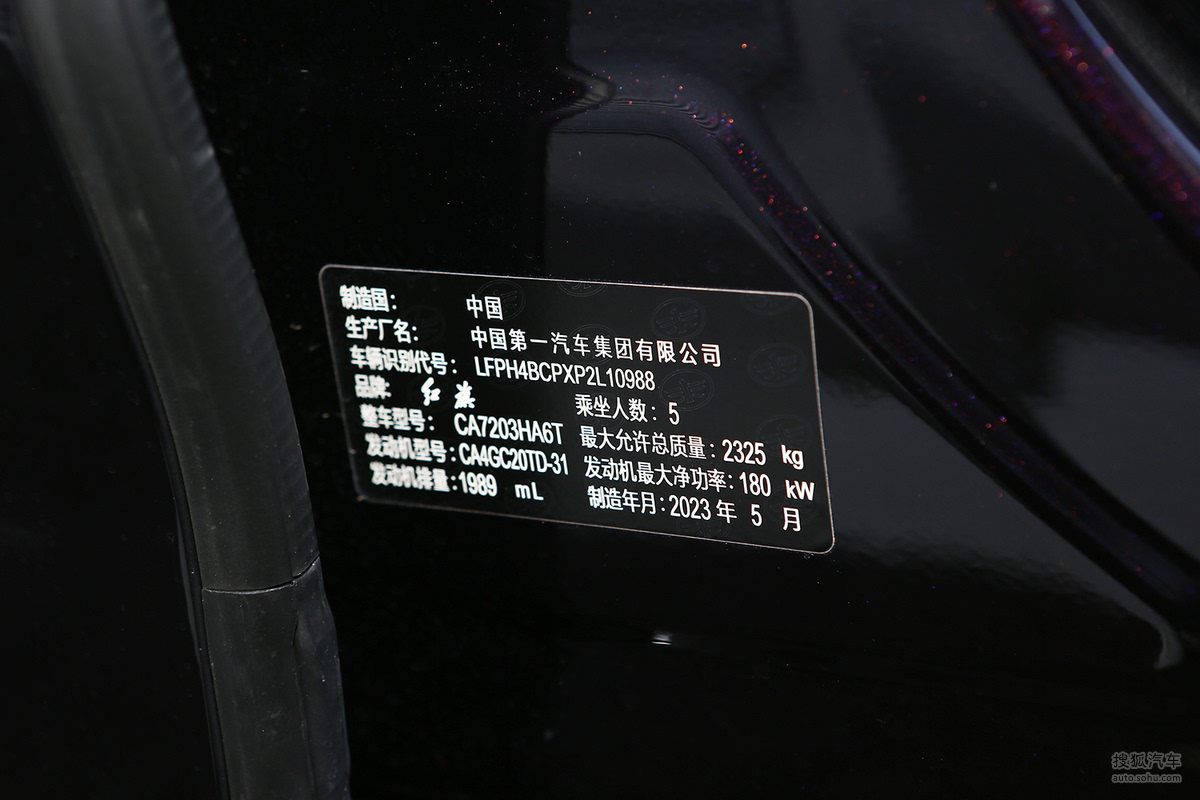 制造国： 中国
生产厂名： 中国第一汽车集团有限公司
车辆识别代号： LFPH4BCPXP2L10988
品牌： 红旗 乘坐人数： 5
整车型号： CA7203HA6T 最大允许总质量：2325 kg
发动机型号：CA4GC20TD-31 发动机最大净功率：180 kW
发动机排量：1989 mL 制造年月：2023 年 5 月
搜狐汽车
auto.sohu.com